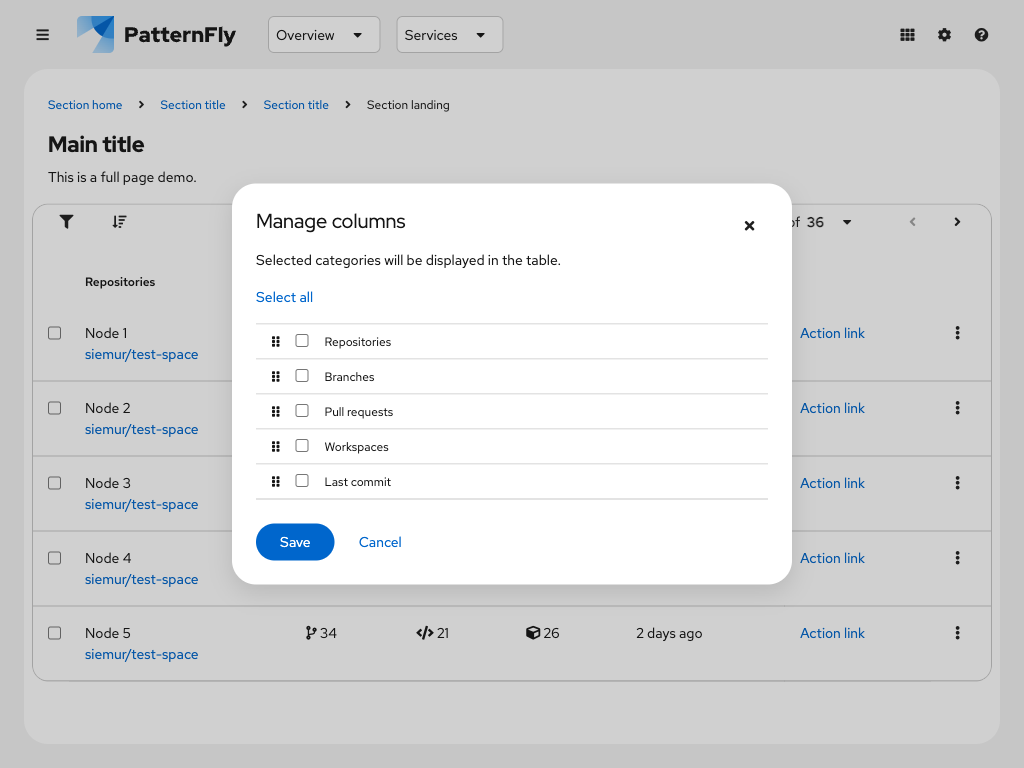 PatternFly
Overview
Services
Section home
Section title
Section title
Section landing
Main title
This is a full page demo.
36
Repositories
Node 1
siemur/test-space
Action link
Node 2
siemur/test-space
Action link
Node 3
siemur/test-space
Action link
Node 4
siemur/test-space
Action link
Node 5
siemur/test-space
34
21
26
2 days ago
Action link
Manage columns
Selected categories will be displayed in the table.
Select all
Repositories
Branches
Pull requests
Workspaces
Last commit
Save
Cancel